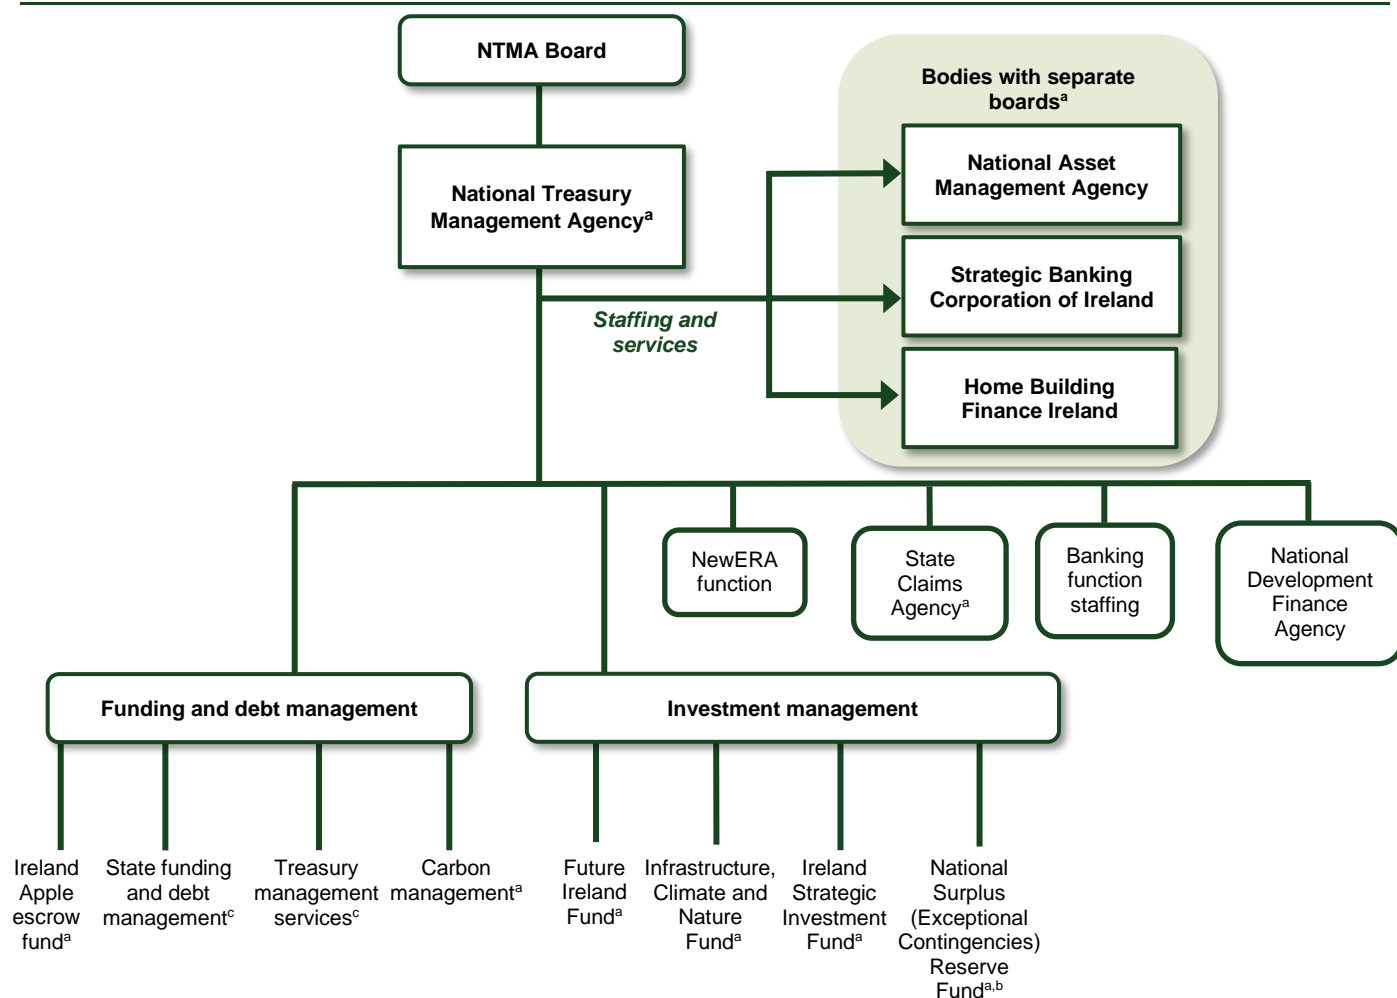 NTMA Board
Bodies with separate
boardsᵃ
National Treasury
Management Agencyᵃ
National Asset
Management Agency
Strategic Banking
Corporation of Ireland
Home Building
Finance Ireland
Staffing and
services
NewERA
function
State
Claims
Agencyᵃ
Banking
function
staffing
National
Development
Finance
Agency
Funding and debt management
Investment management
Ireland
Apple
escrow
fundᵃ
State funding
and debt
managementᶜ
Treasury
management
servicesᶜ
Carbon
managementᵃ
Future
Ireland
Fundᵃ
Infrastructure,
Climate and
Nature
Fundᵃ
Ireland
Strategic
Investment
Fundᵃ
National
Surplus
(Exceptional
Contingencies)
Reserve
Fundᵃ,ᵇ